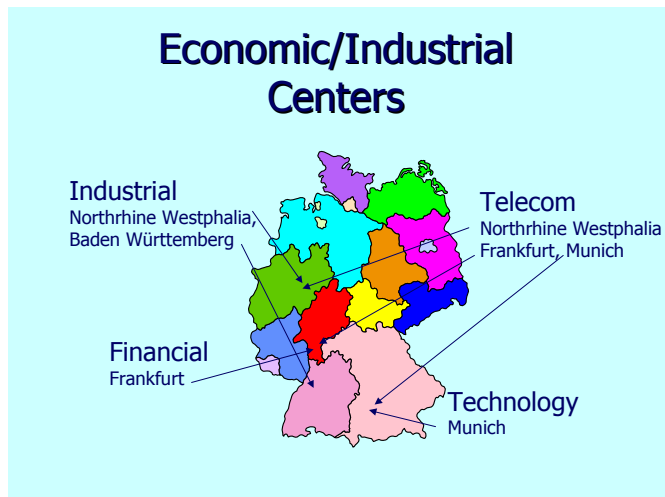 Economic/Industrial
Centers
Industrial
Northrhine Westphalia,
Baden Württemberg
Telecom
Northrhine Westphalia
Frankfurt, Munich
Financial
Frankfurt
Technology
Munich